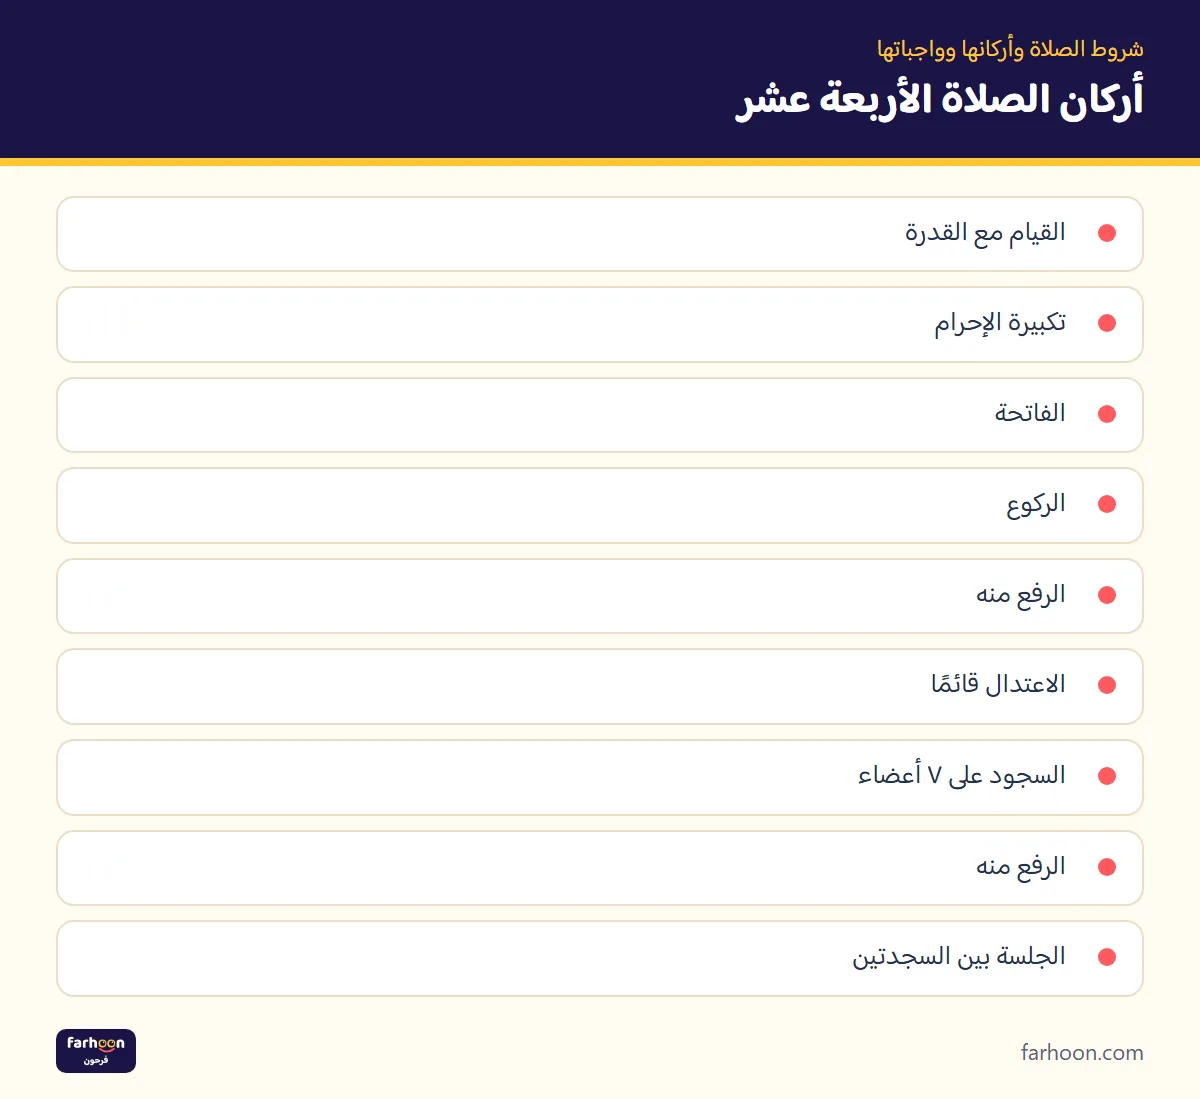 شروط الصلاة وأركانها وواجباتها
أركان الصلاة الأربعة عشر
القيام مع القدرة
تكبيرة الإحرام
الفاتحة
الركوع
الرفع منه
الاعتدال قائمًا
السجود على ٧ أعضاء
الرفع منه
الجلسة بين السجدتين
farhoon.com
farhoon
فرحون